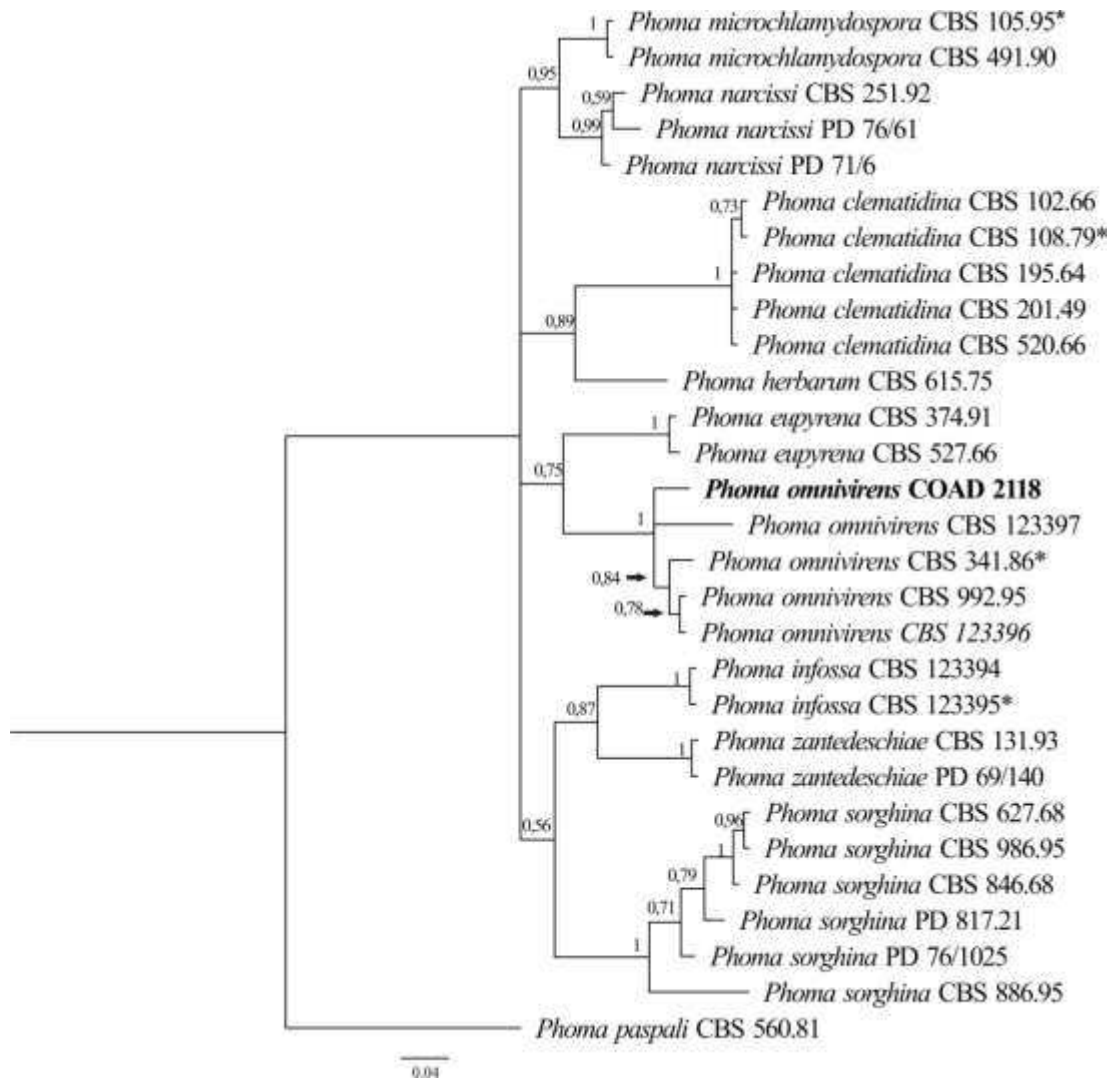 1 Phoma microchlamydospora CBS 105.95*
Phoma microchlamydospora CBS 491.90
0,95
Phoma narcissi CBS 251.92
0,59
Phoma narcissi PD 76/61
0,99
Phoma narcissi PD 71/6
Phoma clematidina CBS 102.66
0,73
Phoma clematidina CBS 108.79*
1 Phoma clematidina CBS 195.64
Phoma clematidina CBS 201.49
0,89
Phoma clematidina CBS 520.66
Phoma herbarum CBS 615.75
Phoma eupyrena CBS 374.91
1
Phoma eupyrena CBS 527.66
0,75
Phoma omnivirens COAD 2118
1 Phoma omnivirens CBS 123397
Phoma omnivirens CBS 341.86*
0,84
Phoma omnivirens CBS 992.95
0,78
Phoma omnivirens CBS 123396
Phoma infossa CBS 123394
1
Phoma infossa CBS 123395*
0,87
Phoma zantedeschiae CBS 131.93
1
Phoma zantedeschiae PD 69/140
Phoma sorghina CBS 627.68
0,96
0,56
Phoma sorghina CBS 986.95
1
Phoma sorghina CBS 846.68
0,79
Phoma sorghina PD 817.21
0,71
Phoma sorghina PD 76/1025
1
Phoma sorghina CBS 886.95
Phoma paspali CBS 560.81
0.04